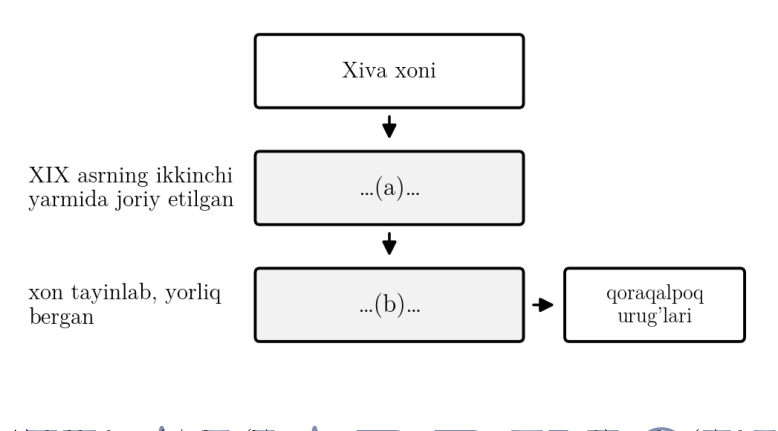 Xiva xoni
XIX asrning ikkinchi
yarmida joriy etilgan
...(a)...
xon tayinlab, yorliq
bergan
...(b)...
qoraqalpoq
urug'lari